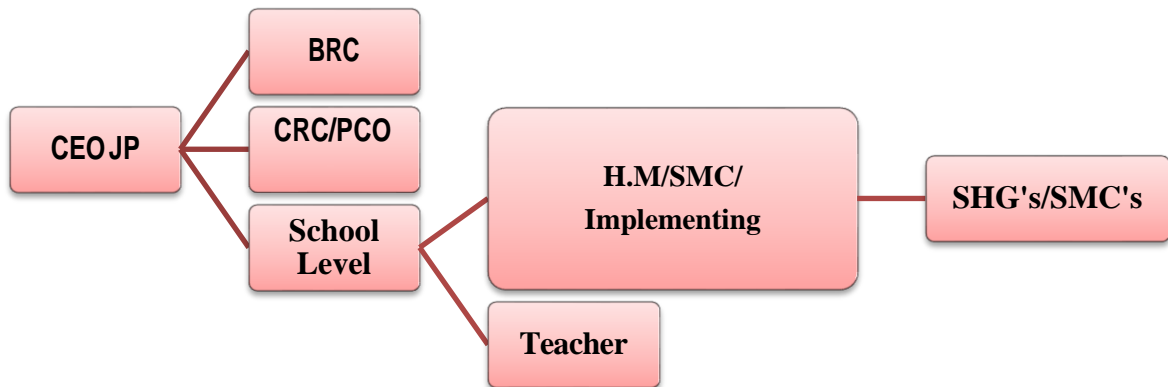 BRC
CEO JP
CRC/PCO
School
Level
H.M/SMC/
Implementing
SHG's/SMC's
Teacher